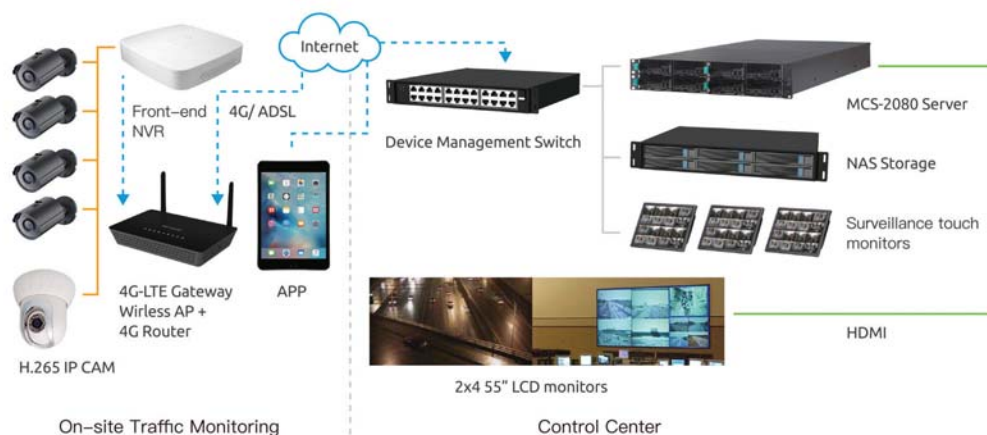 Internet
Front-end
NVR
4G/ ADSL
Device Management Switch
MCS-2080 Server
NAS Storage
Surveillance touch
monitors
4G-LTE Gateway
Wirless AP +
4G Router
APP
H.265 IP CAM
HDMI
2x4 55" LCD monitors
On-site Traffic Monitoring
Control Center